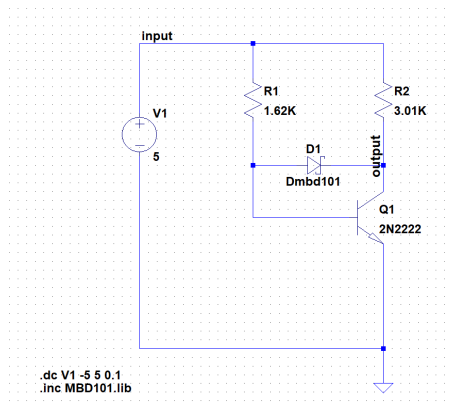 input
R1
1.62K
R2
3.01K
V1
5
output
D1
Dmbd101
Q1
2N2222
.dc V1 -5 5 0.1
.inc MBD101.lib